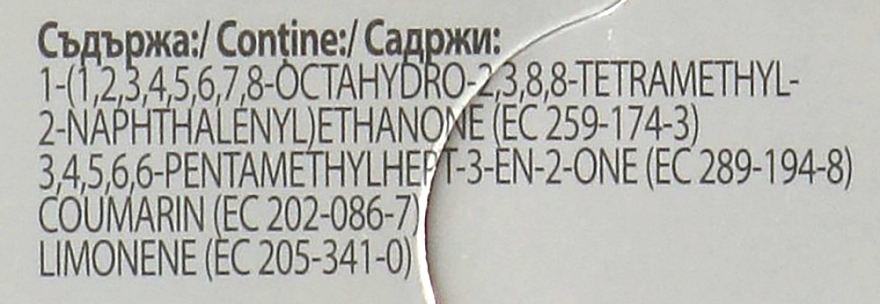 Съдържа:/ Conţine:/ Садржи:
1-(1,2,3,4,5,6,7,8-OCTAHYDRO-2,3,8,8-TETRAMETHYL-
2-NAPHTHALENYL)ETHANONE (EC 259-174-3)
3,4,5,6,6-PENTAMETHYLHEPT-3-EN-2-ONE (EC 289-194-8)
COUMARIN (EC 202-086-7)
LIMONENE (EC 205-341-0)